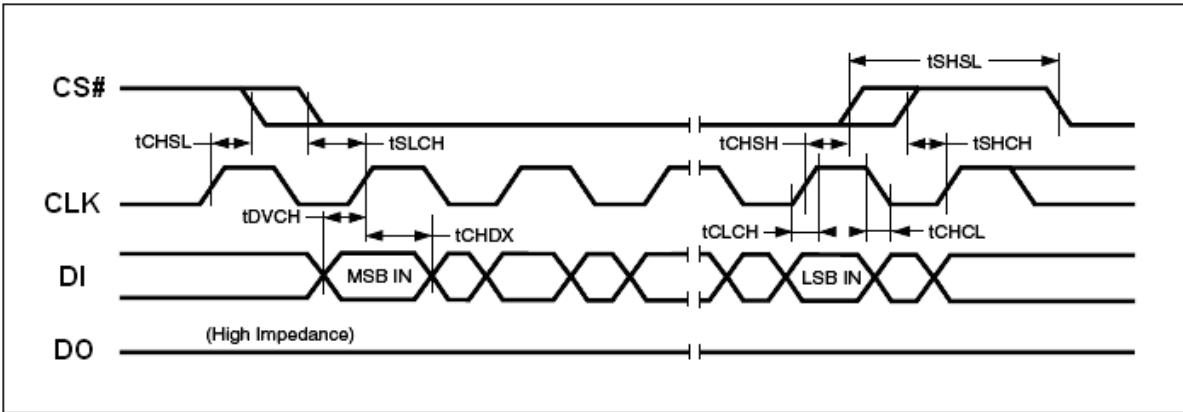 tSHSL
CS#
tCHSL
tSLCH
tCHSH
tSHCH
CLK
tDVCH
tCHDX
tCLCH
tCHCL
DI
MSB IN
LSB IN
(High Impedance)
DO